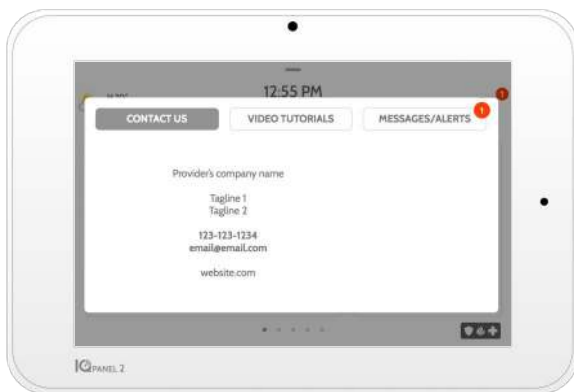 12:55 PM
1
CONTACT US
VIDEO TUTORIALS
MESSAGES/ALERTS
1
Provider's company name
Tagline 1
Tagline 2
123-123-1234
email@email.com
website.com
IQ PANEL 2